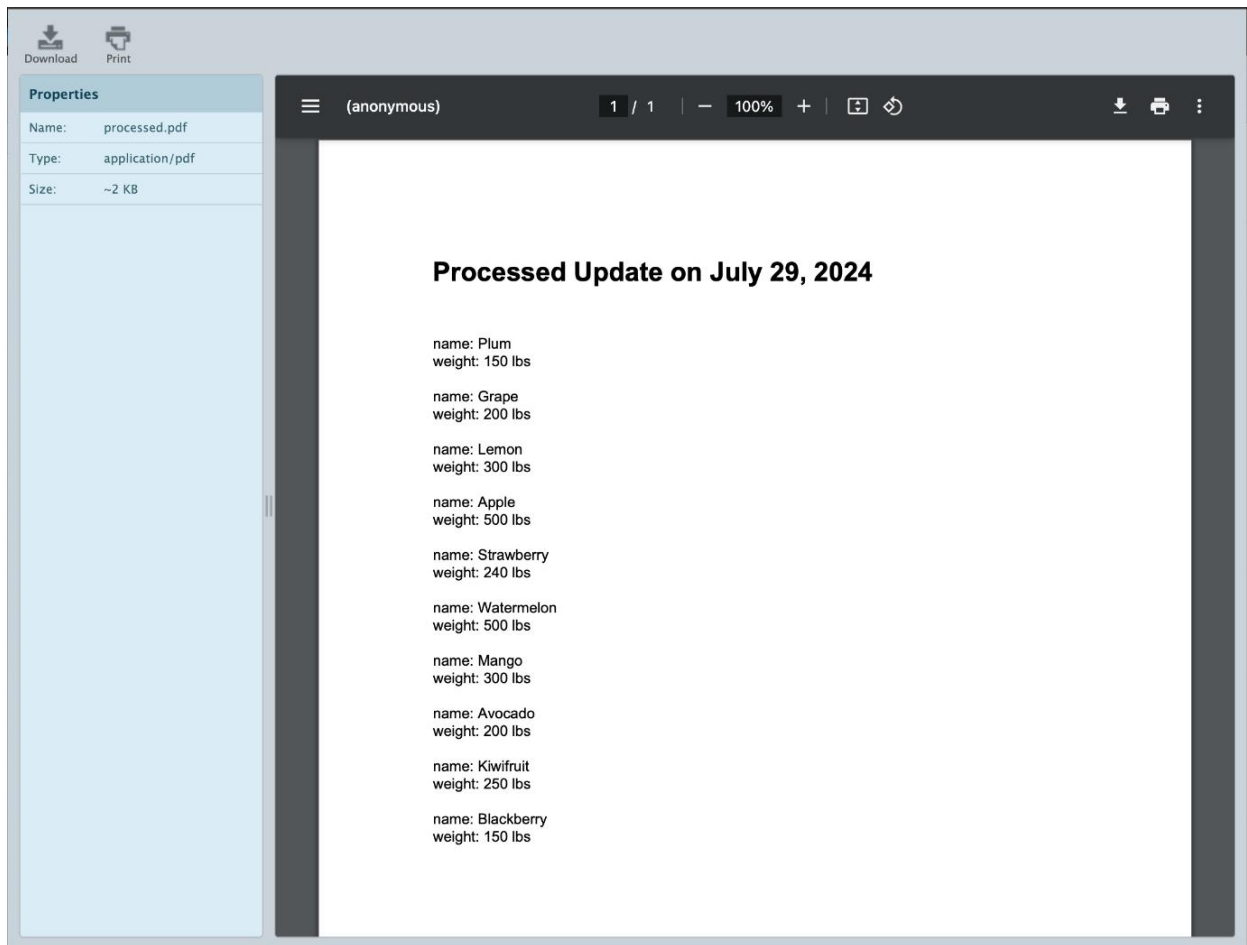 Download
Print
Properties
Name: processed.pdf
Type: application/pdf
Size: ~2 KB
(anonymous)
1 / 1
100%
Processed Update on July 29, 2024
name: Plum
weight: 150 lbs
name: Grape
weight: 200 lbs
name: Lemon
weight: 300 lbs
name: Apple
weight: 500 lbs
name: Strawberry
weight: 240 lbs
name: Watermelon
weight: 500 lbs
name: Mango
weight: 300 lbs
name: Avocado
weight: 200 lbs
name: Kiwifruit
weight: 250 lbs
name: Blackberry
weight: 150 lbs